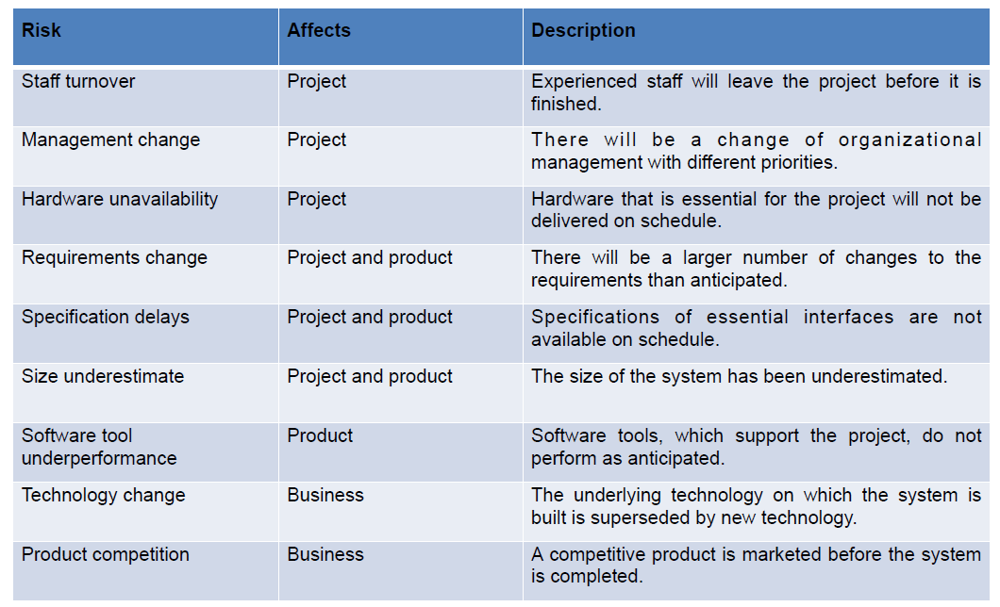 Risk Affects Description
Staff turnover Project Experienced staff will leave the project before it is
finished.
Management change Project There will be a change of organizational
management with different priorities.
Hardware unavailability Project Hardware that is essential for the project will not be
delivered on schedule.
Requirements change Project and product There will be a larger number of changes to the
requirements than anticipated.
Specification delays Project and product Specifications of essential interfaces are not
available on schedule.
Size underestimate Project and product The size of the system has been underestimated.
Software tool Product Software tools, which support the project, do not
underperformance perform as anticipated.
Technology change Business The underlying technology on which the system is
built is superseded by new technology.
Product competition Business A competitive product is marketed before the system
is completed.